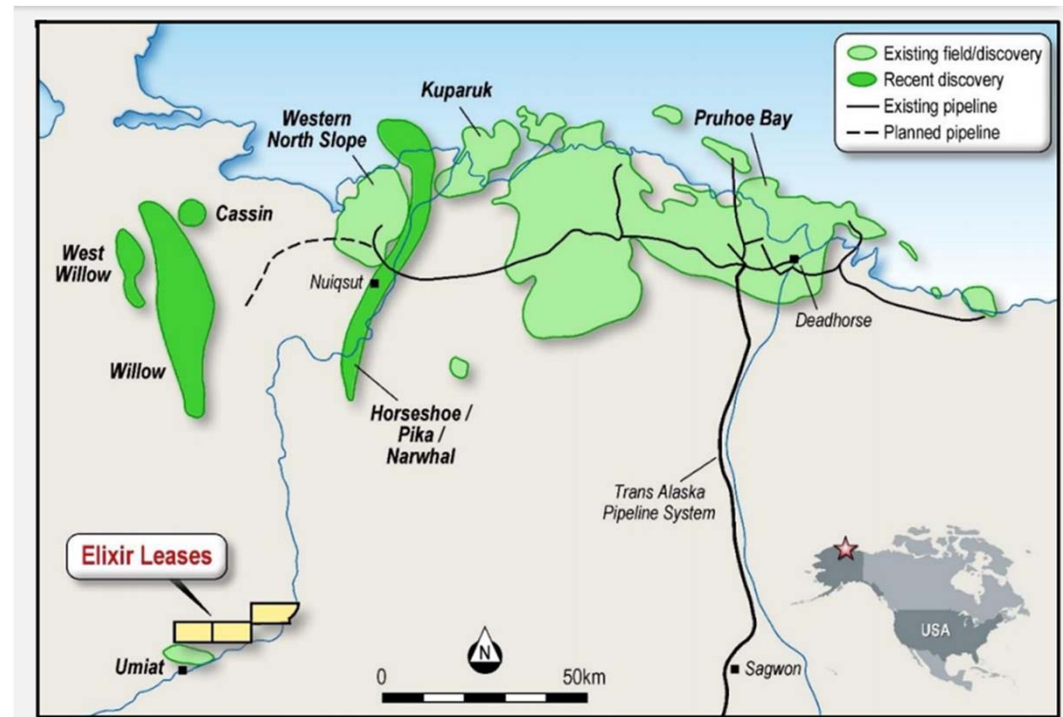 Existing field/discovery
Recent discovery
Existing pipeline
Planned pipeline
Kuparuk
Western
North Slope
Pruhoe Bay
Cassin
West
Willow
Nuiqsut
Deadhorse
Willow
Horseshoe /
Pika /
Narwhal
Trans Alaska
Pipeline System
Elixir Leases
Umiat
N
0
50km
Sagwon
USA